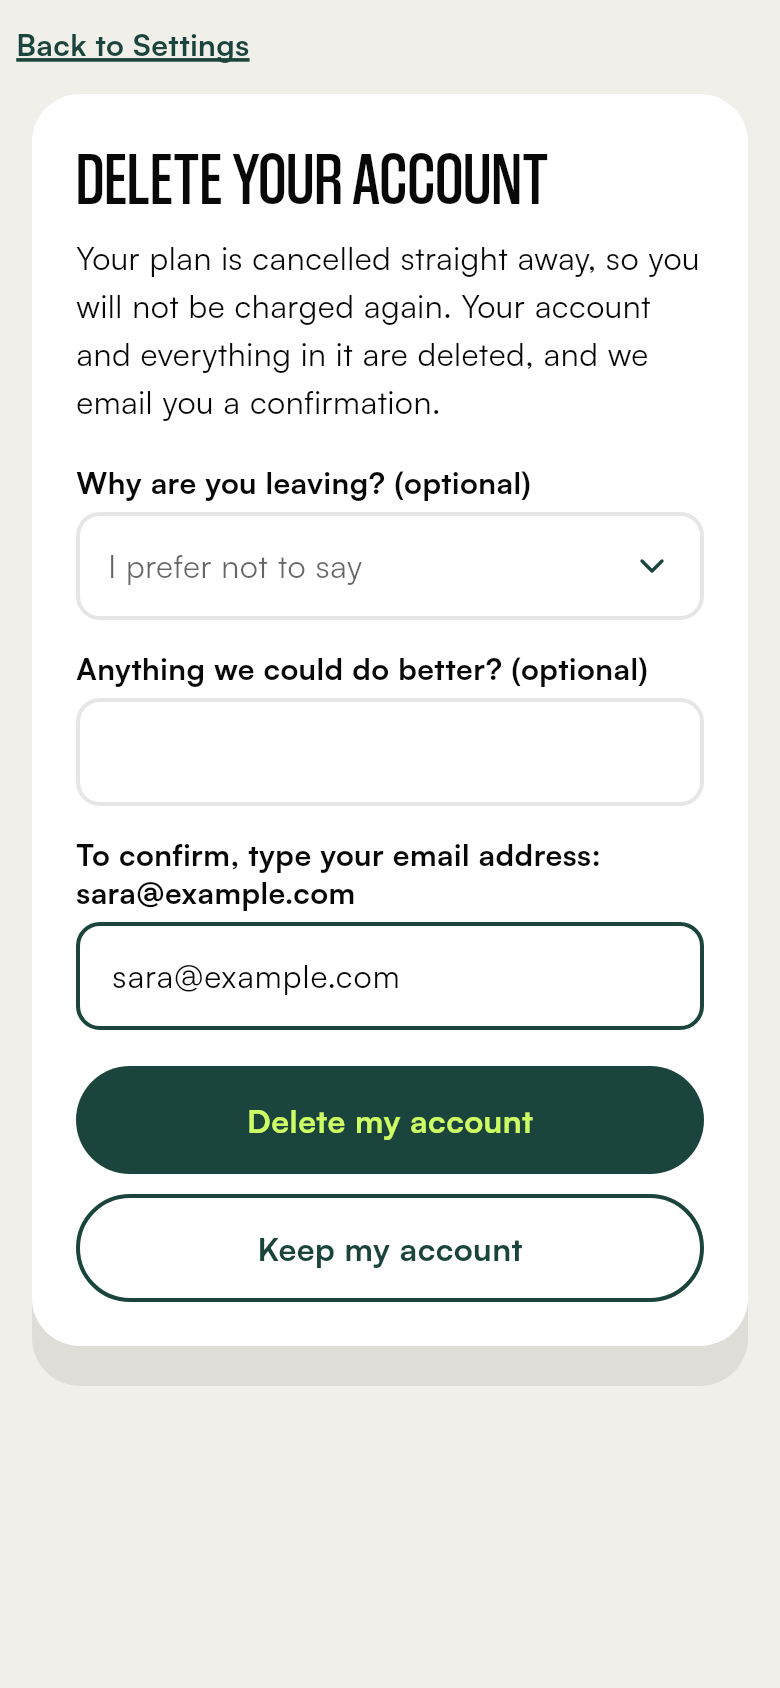 Back to Settings
DELETE YOUR ACCOUNT
Your plan is cancelled straight away, so you
will not be charged again. Your account
and everything in it are deleted, and we
email you a confirmation.
Why are you leaving? (optional)
I prefer not to say
Anything we could do better? (optional)
To confirm, type your email address:
sara@example.com
sara@example.com
Delete my account
Keep my account